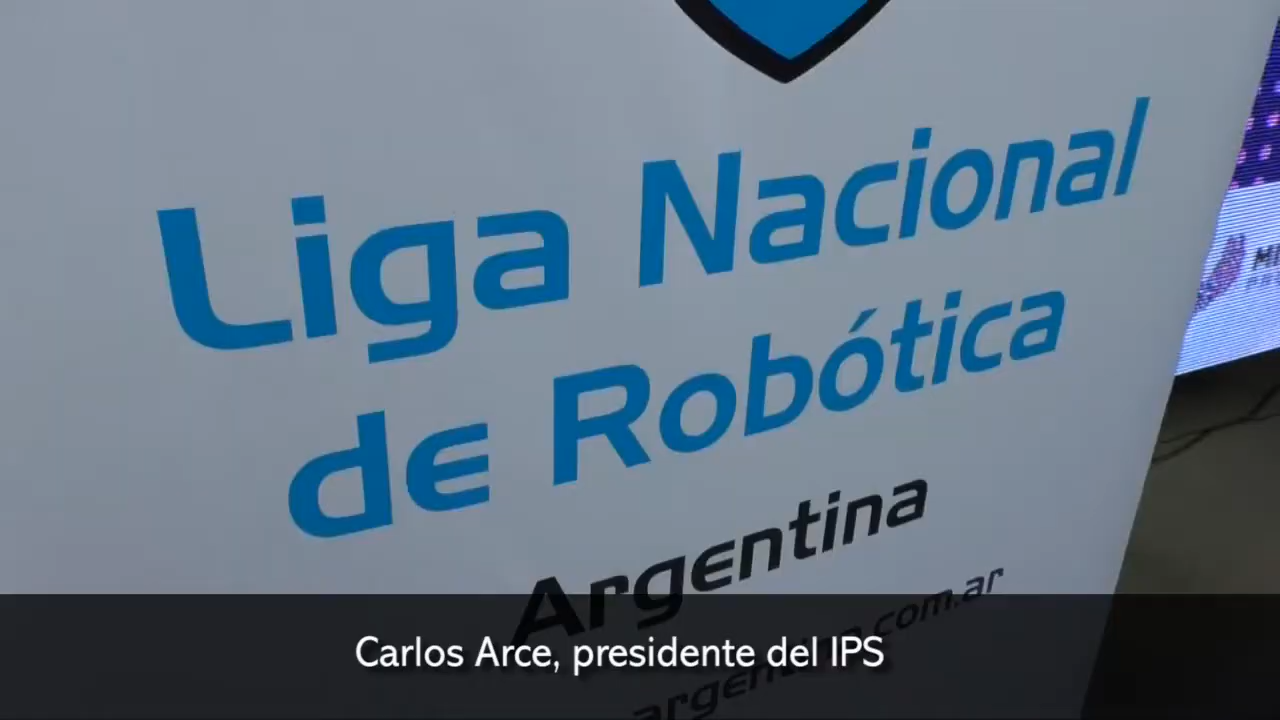 Liga Nacional
de Robótica
Argentina
Carlos Arce, presidente del IPS